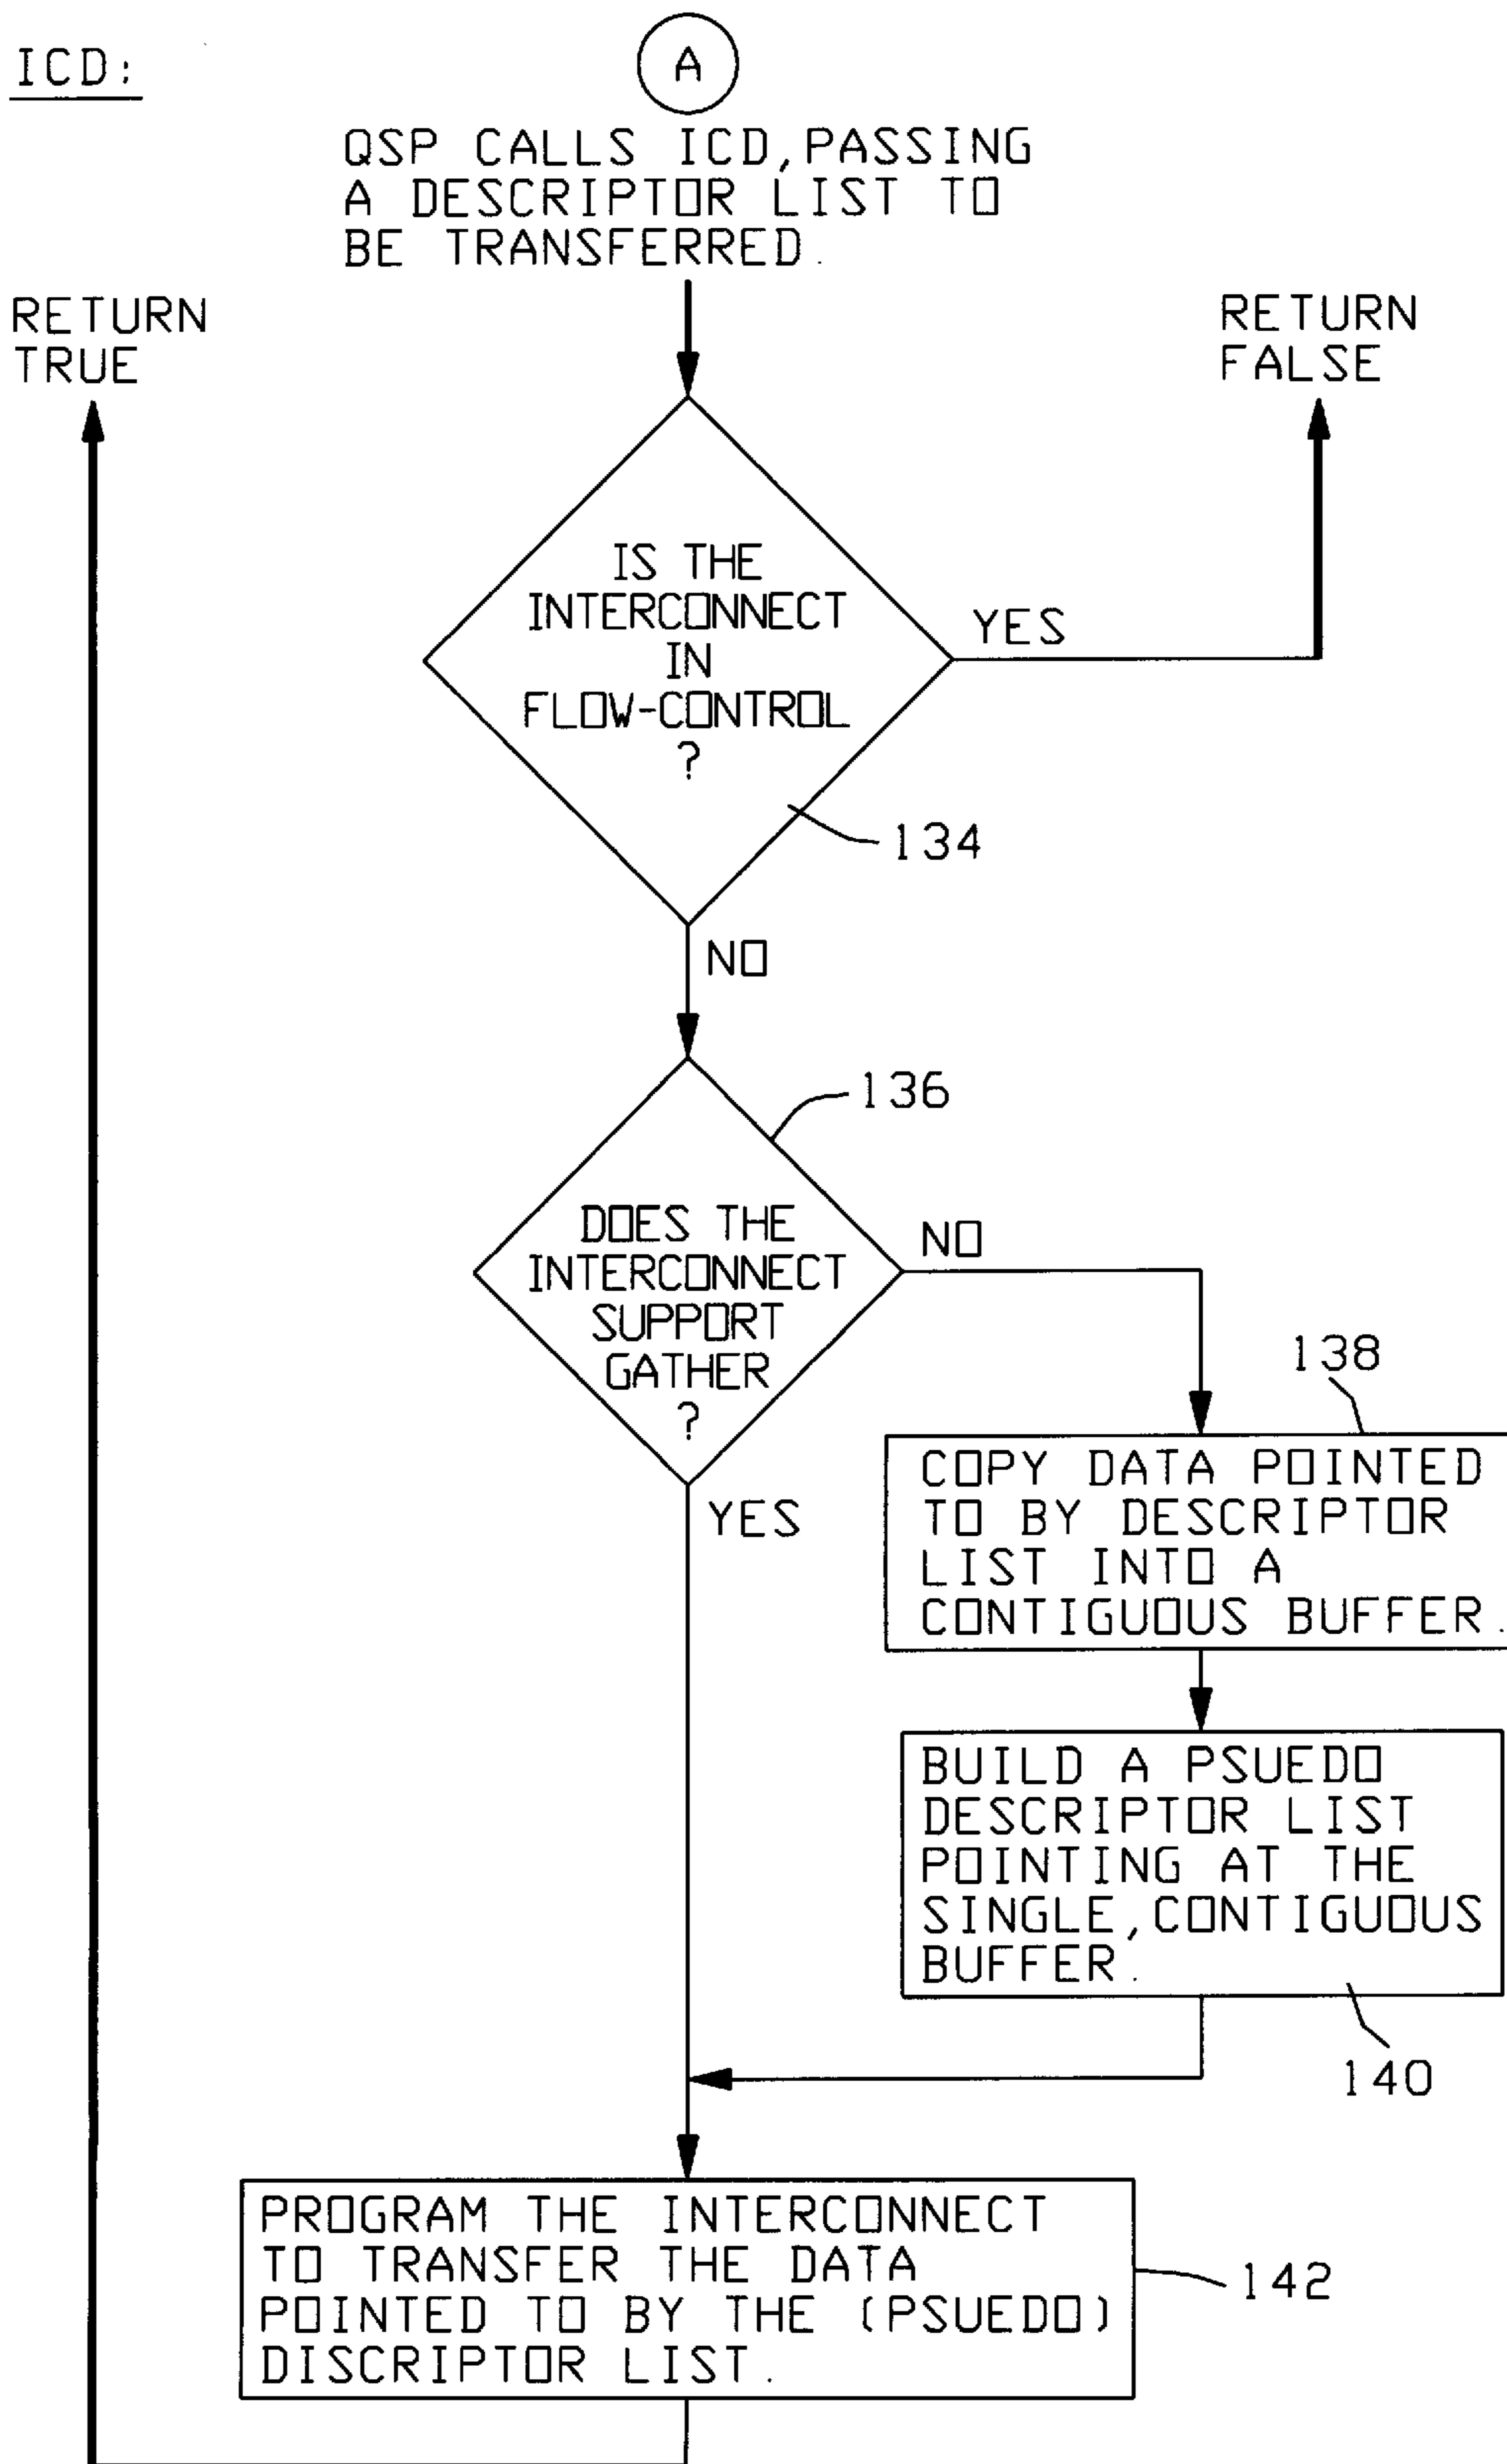 ICD:
A
QSP CALLS ICD, PASSING
A DESCRIPTOR LIST TO
BE TRANSFERRED.
RETURN
TRUE
RETURN
FALSE
IS THE
INTERCONNECT
IN
FLOW-CONTROL
?
YES
134
NO
136
DOES THE
INTERCONNECT
SUPPORT
GATHER
?
NO
YES
138
COPY DATA POINTED
TO BY DESCRIPTOR
LIST INTO A
CONTIGUOUS BUFFER.
BUILD A PSUEDO
DESCRIPTOR LIST
POINTING AT THE
SINGLE, CONTIGUOUS
BUFFER.
140
PROGRAM THE INTERCONNECT
TO TRANSFER THE DATA
POINTED TO BY THE (PSUEDO)
DISCRIPTOR LIST.
142